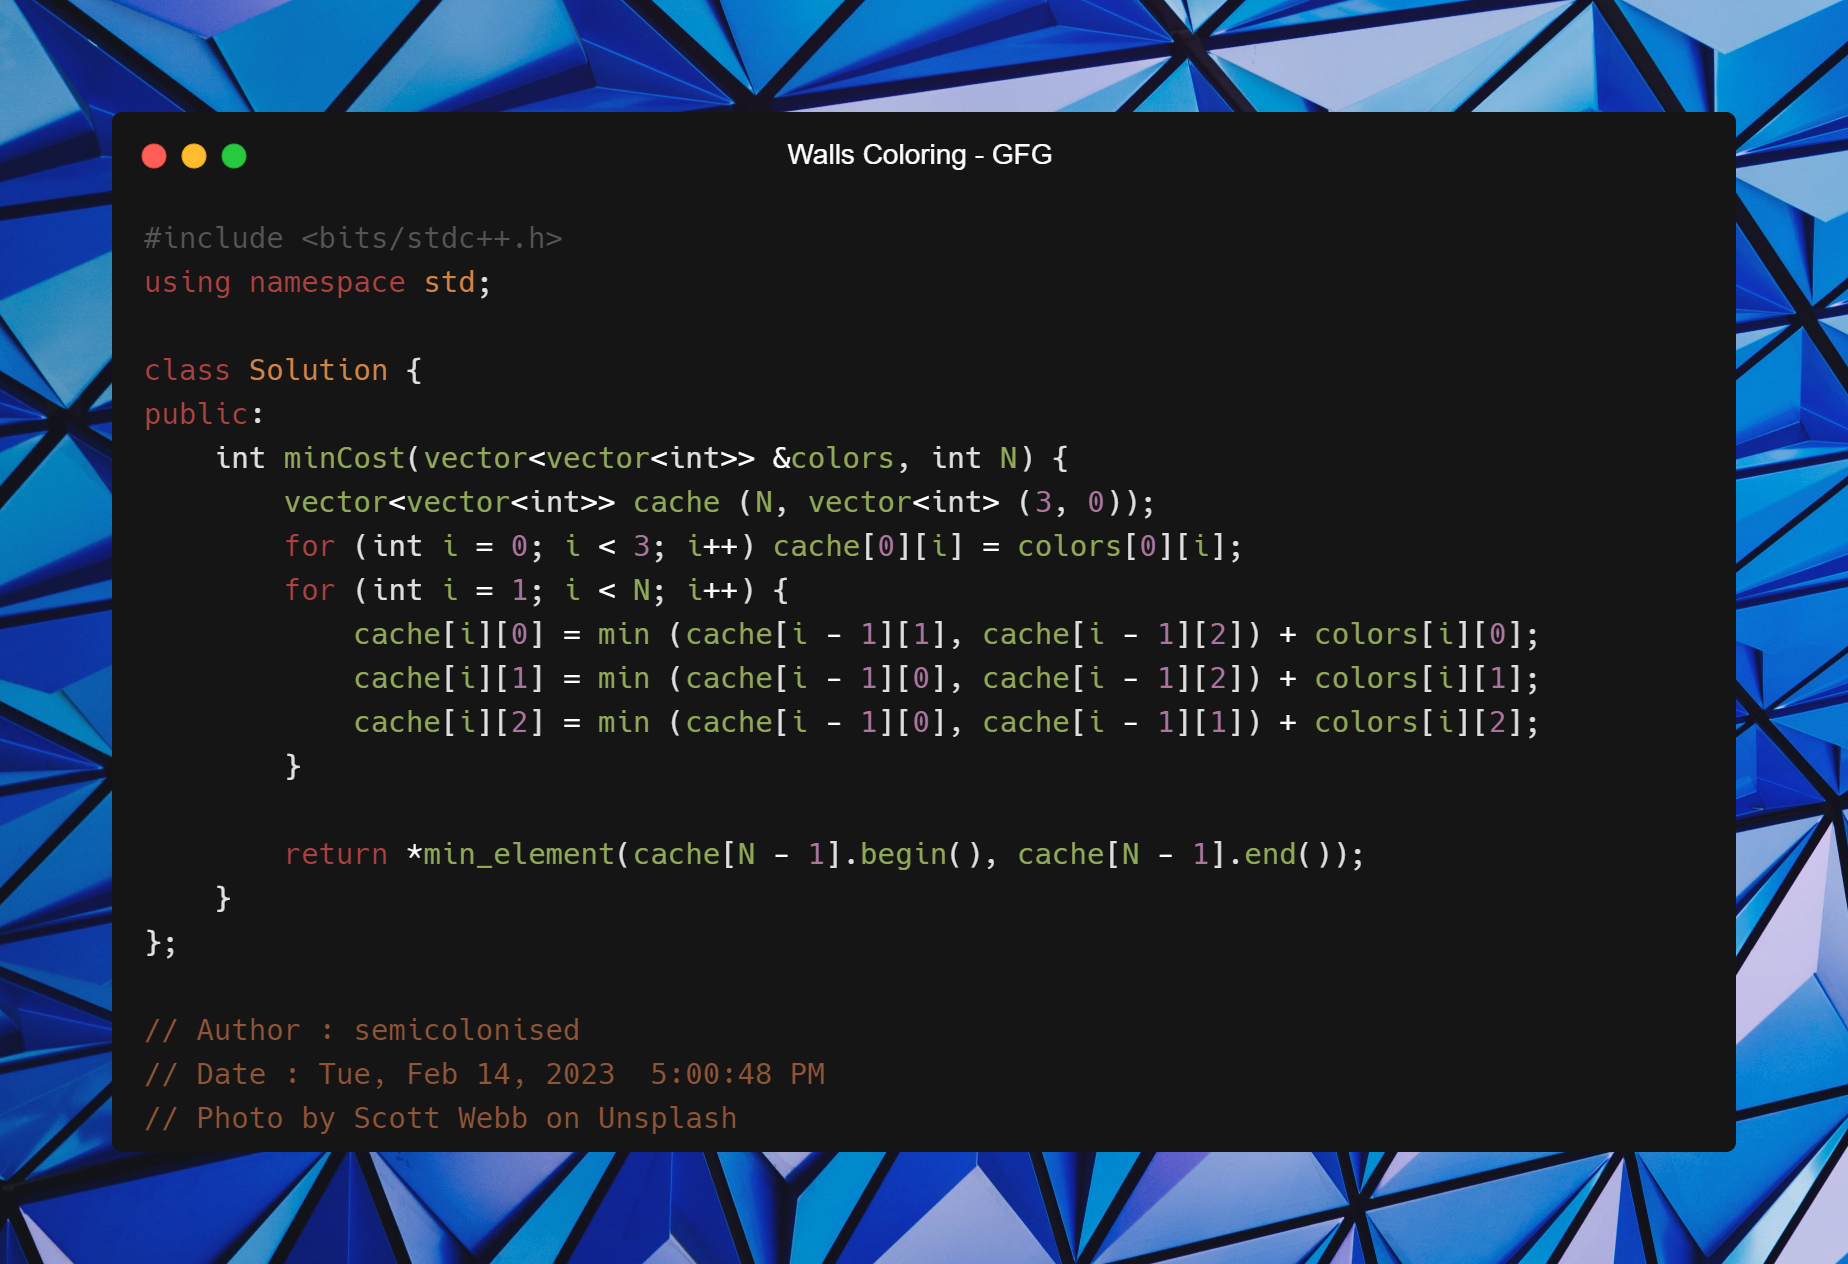 Walls Coloring - GFG
#include <bits/stdc++.h>
using namespace std;
class Solution {
public:
    int minCost(vector<vector<int>> &colors, int N) {
        vector<vector<int>> cache (N, vector<int> (3, 0));
        for (int i = 0; i < 3; i++) cache[0][i] = colors[0][i];
        for (int i = 1; i < N; i++) {
            cache[i][0] = min (cache[i - 1][1], cache[i - 1][2]) + colors[i][0];
            cache[i][1] = min (cache[i - 1][0], cache[i - 1][2]) + colors[i][1];
            cache[i][2] = min (cache[i - 1][0], cache[i - 1][1]) + colors[i][2];
        }
        return *min_element(cache[N - 1].begin(), cache[N - 1].end());
    }
};
// Author : semicolonised
// Date : Tue, Feb 14, 2023  5:00:48 PM
// Photo by Scott Webb on Unsplash